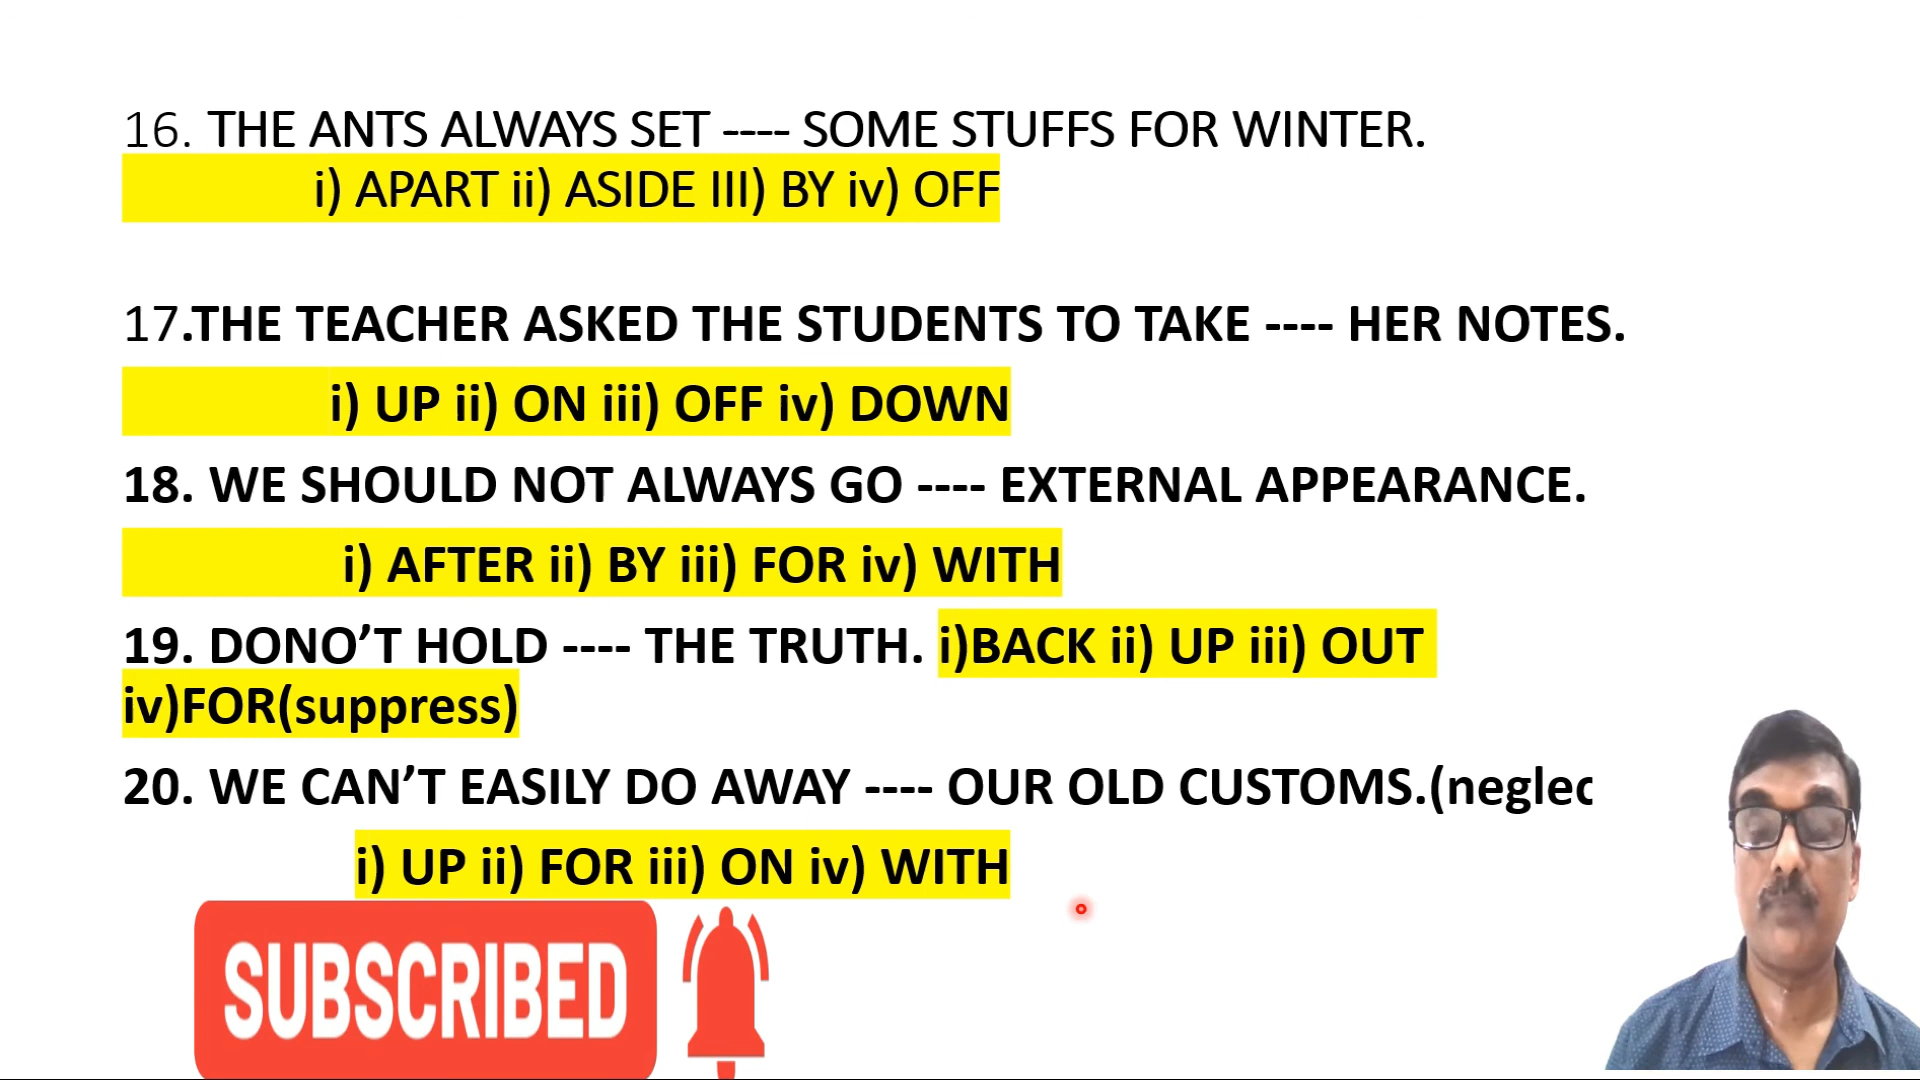 16. THE ANTS ALWAYS SET ---- SOME STUFFS FOR WINTER.
i) APART ii) ASIDE III) BY iv) OFF
17.THE TEACHER ASKED THE STUDENTS TO TAKE ---- HER NOTES.
i) UP ii) ON iii) OFF iv) DOWN
18. WE SHOULD NOT ALWAYS GO ---- EXTERNAL APPEARANCE.
i) AFTER ii) BY iii) FOR iv) WITH
19. DONO’T HOLD ---- THE TRUTH. i)BACK ii) UP iii) OUT
iv)FOR(suppress)
20. WE CAN’T EASILY DO AWAY ---- OUR OLD CUSTOMS.(neglec
i) UP ii) FOR iii) ON iv) WITH
SUBSCRIBED